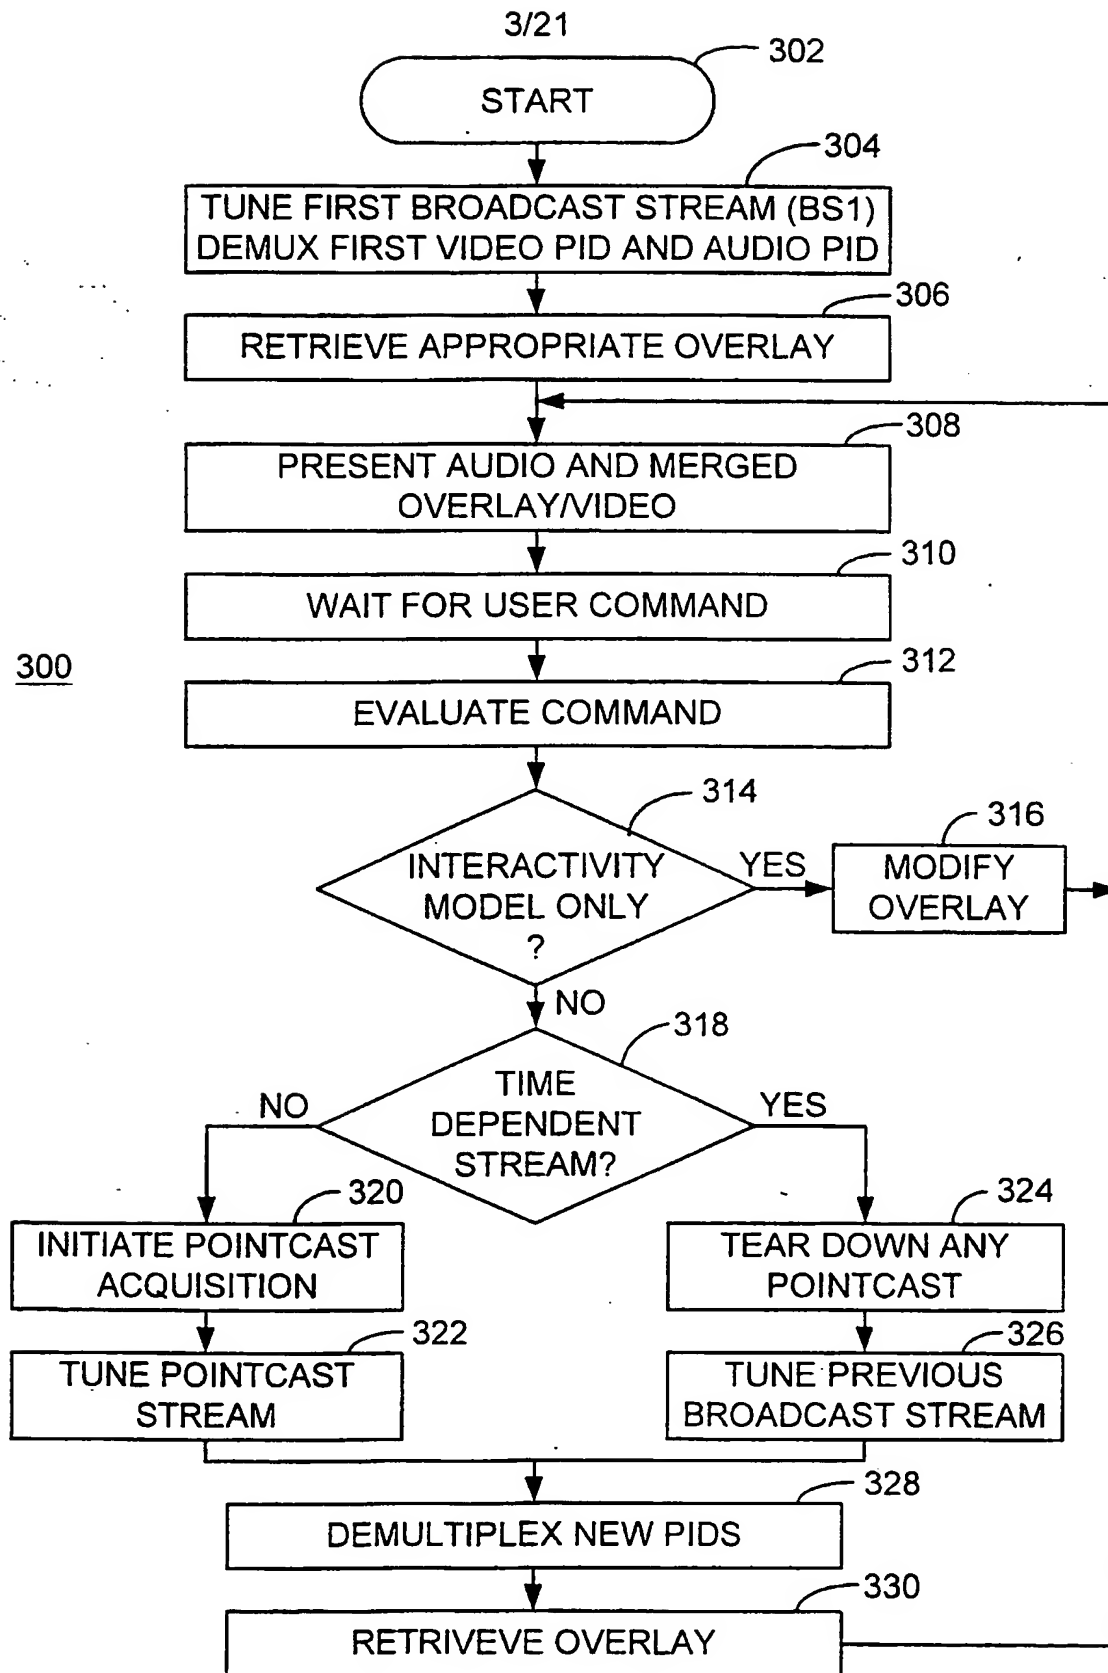 3/21
302
START
304
TUNE FIRST BROADCAST STREAM (BS1)
DEMUX FIRST VIDEO PID AND AUDIO PID
306
RETRIEVE APPROPRIATE OVERLAY
308
PRESENT AUDIO AND MERGED
OVERLAY/VIDEO
310
WAIT FOR USER COMMAND
300
312
EVALUATE COMMAND
314
INTERACTIVITY
MODEL ONLY
?
YES
316
MODIFY
OVERLAY
NO
318
TIME
DEPENDENT
STREAM?
NO
YES
320
INITIATE POINTCAST
ACQUISITION
324
TEAR DOWN ANY
POINTCAST
322
TUNE POINTCAST
STREAM
326
TUNE PREVIOUS
BROADCAST STREAM
328
DEMULTIPLEX NEW PIDS
330
RETRIVEVE OVERLAY